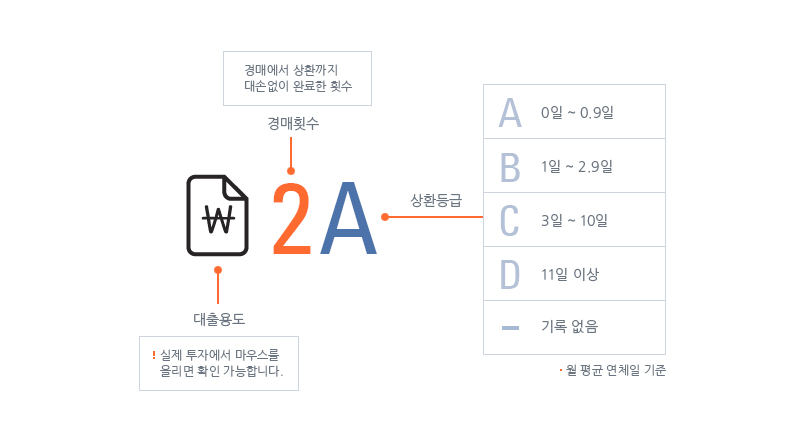 경매에서 상환까지
대손없이 완료한 횟수
경매횟수
₩
2A
상환등급
대출용도
! 실제 투자에서 마우스를
올리면 확인 가능합니다.
A 0일 ~ 0.9일
B 1일 ~ 2.9일
C 3일 ~ 10일
D 11일 이상
– 기록 없음
· 월 평균 연체일 기준